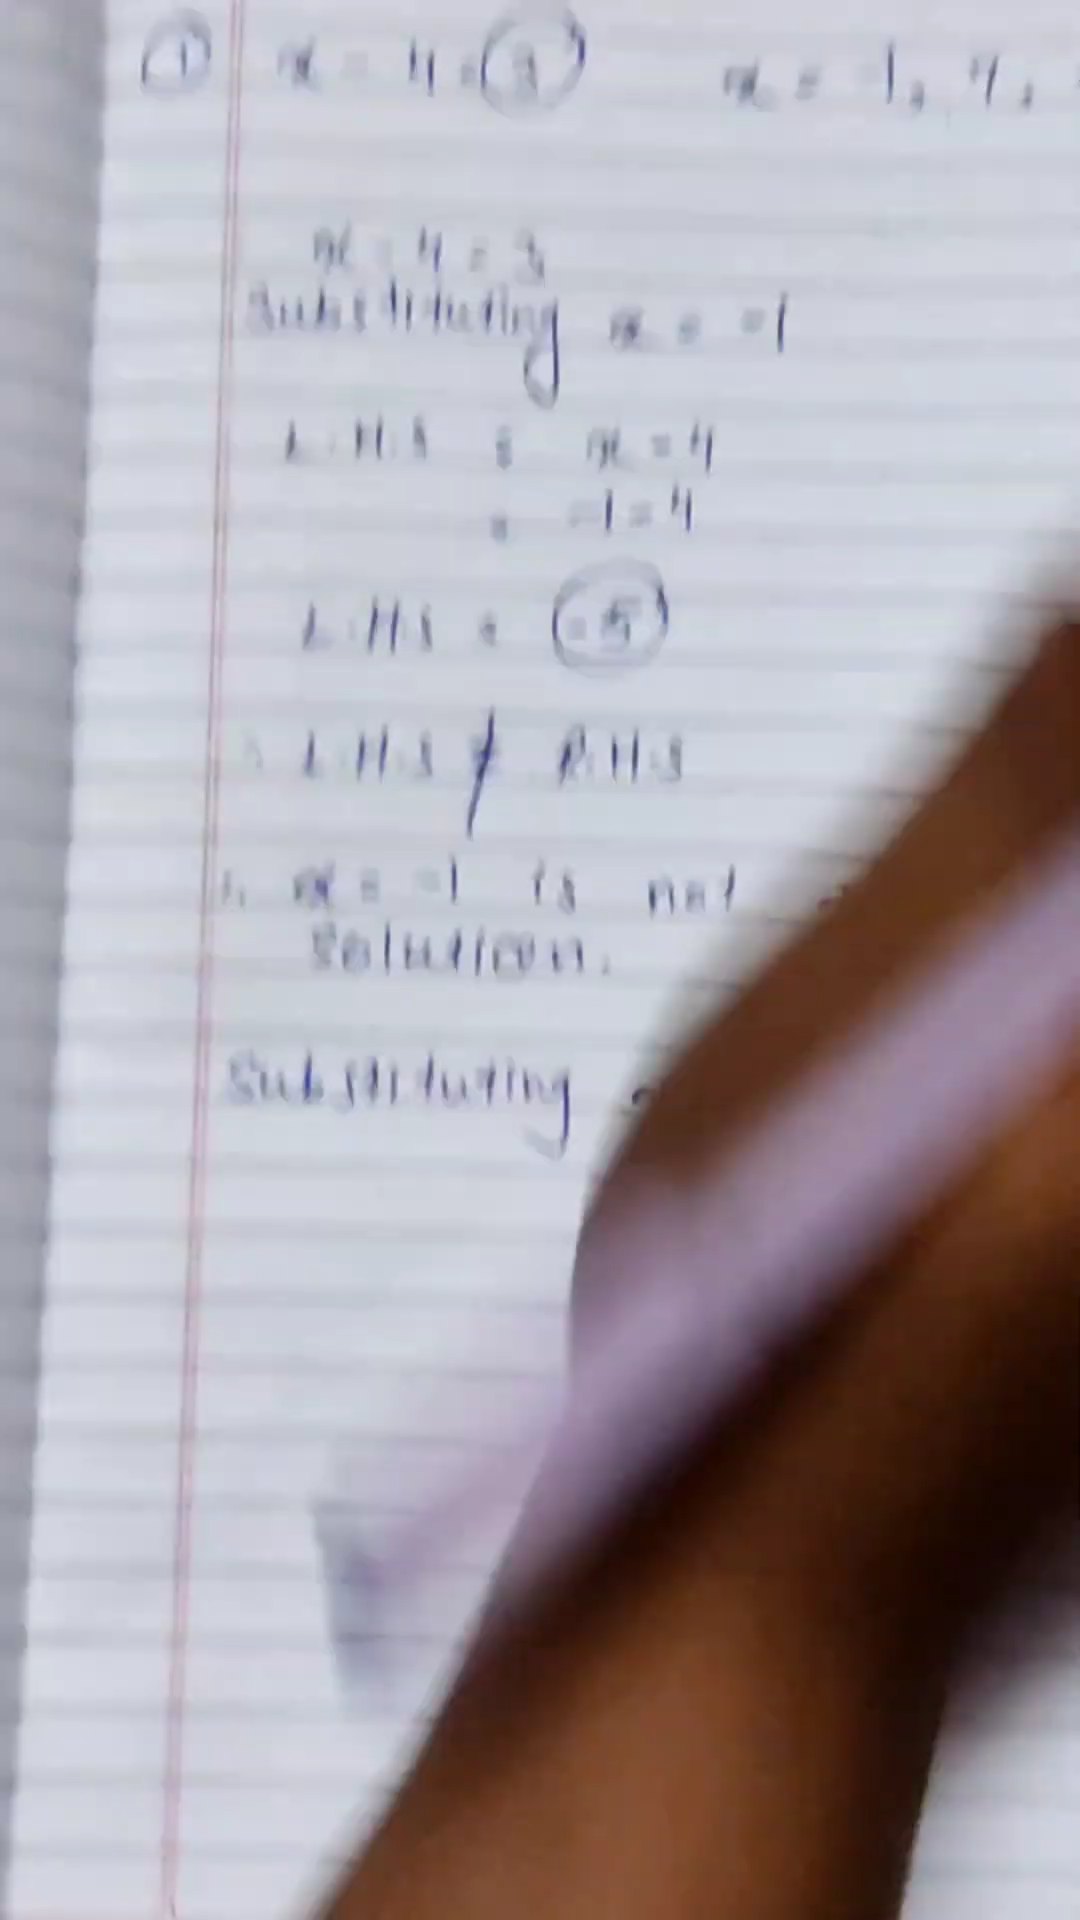 ① x - 4 = 3 x = -1, 7,
x - 4 = 3
Substituting x = -1
L.H.S = x - 4
= -1 - 4
L.H.S = -5
∴ L.H.S ≠ R.H.S
∴ x = -1 is not
solution.
Substituting